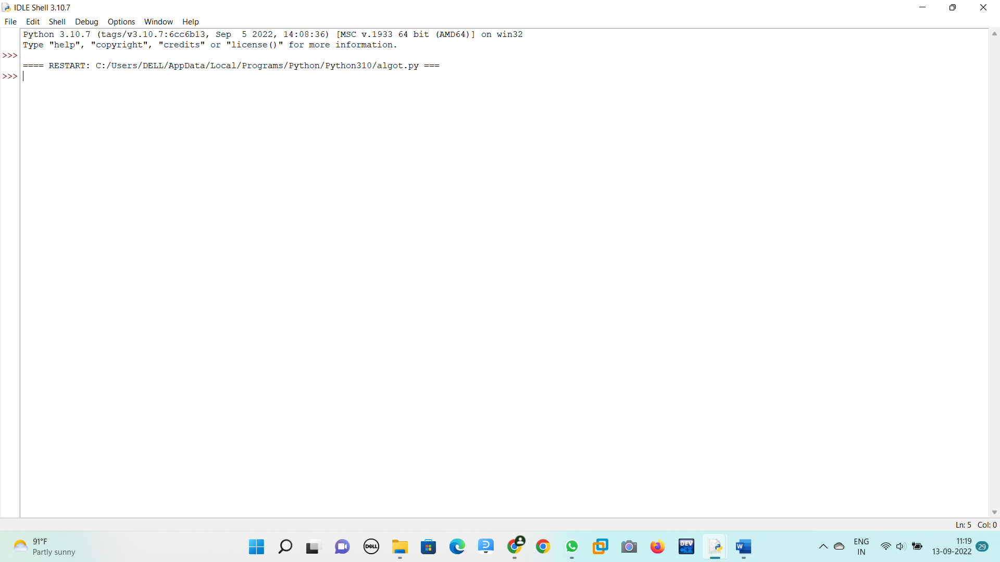 IDLE Shell 3.10.7
File Edit Shell Debug Options Window Help
Python 3.10.7 (tags/v3.10.7:6cc6b13, Sep  5 2022, 14:08:36) [MSC v.1933 64 bit (AMD64)] on win32
Type "help", "copyright", "credits" or "license()" for more information.
>>>
==== RESTART: C:/Users/DELL/AppData/Local/Programs/Python/Python310/algot.py ===
>>>
Ln: 5 Col: 0
91°F
Partly sunny
DELL
DEV
C++
W
ENG
IN
11:19
13-09-2022
29